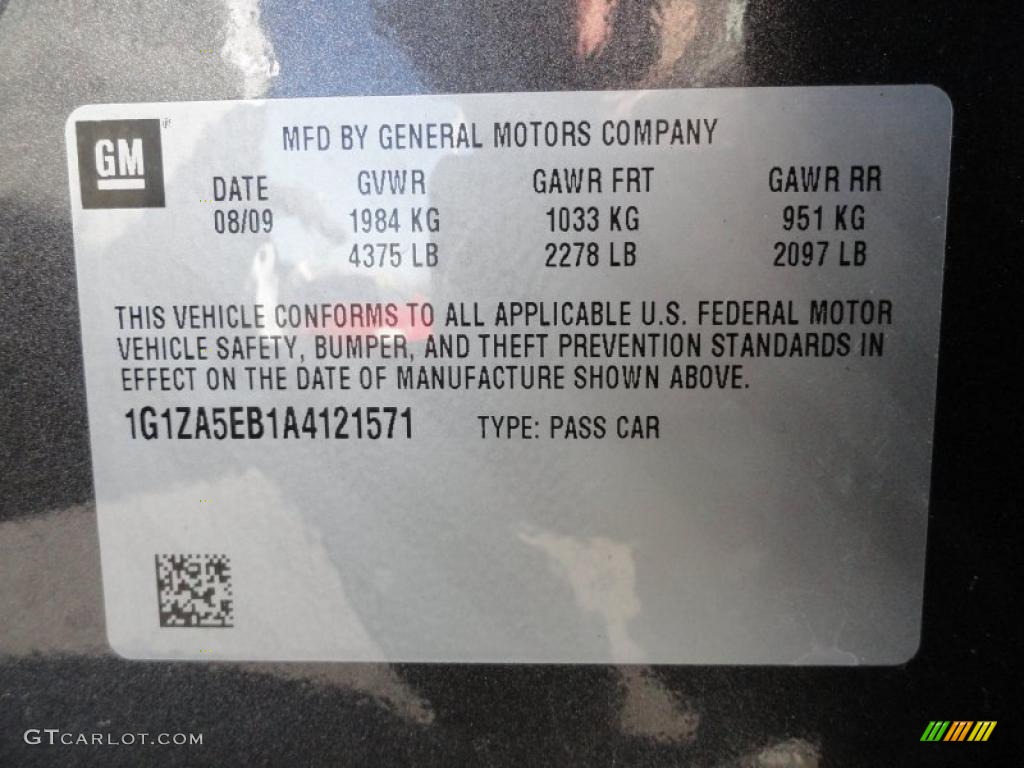 GM
MFD BY GENERAL MOTORS COMPANY
DATE GVWR GAWR FRT GAWR RR
08/09 1984 KG 1033 KG 951 KG
4375 LB 2278 LB 2097 LB
THIS VEHICLE CONFORMS TO ALL APPLICABLE U.S. FEDERAL MOTOR
VEHICLE SAFETY, BUMPER, AND THEFT PREVENTION STANDARDS IN
EFFECT ON THE DATE OF MANUFACTURE SHOWN ABOVE.
1G1ZA5EB1A4121571 TYPE: PASS CAR
GTCARLOT.COM